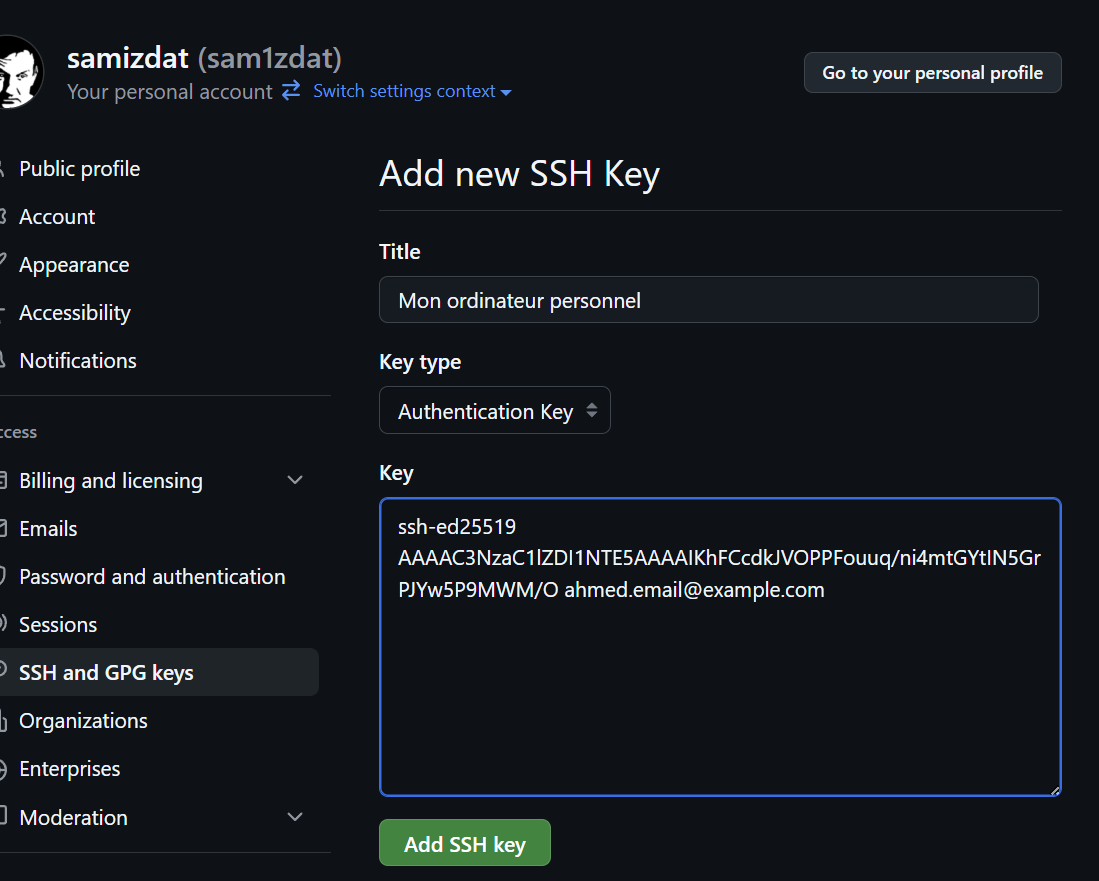 samizdat (sam1zdat)
Your personal account Switch settings context
Go to your personal profile
Public profile
Account
Appearance
Accessibility
Notifications
ccess
Billing and licensing
Emails
Password and authentication
Sessions
SSH and GPG keys
Organizations
Enterprises
Moderation
Add new SSH Key
Title
Mon ordinateur personnel
Key type
Authentication Key
Key
ssh-ed25519
AAAAC3NzaC1lZDI1NTE5AAAAIKhFCcdkJVOPPFouuq/ni4mtGYtIN5Gr
PJYw5P9MWM/O ahmed.email@example.com
Add SSH key